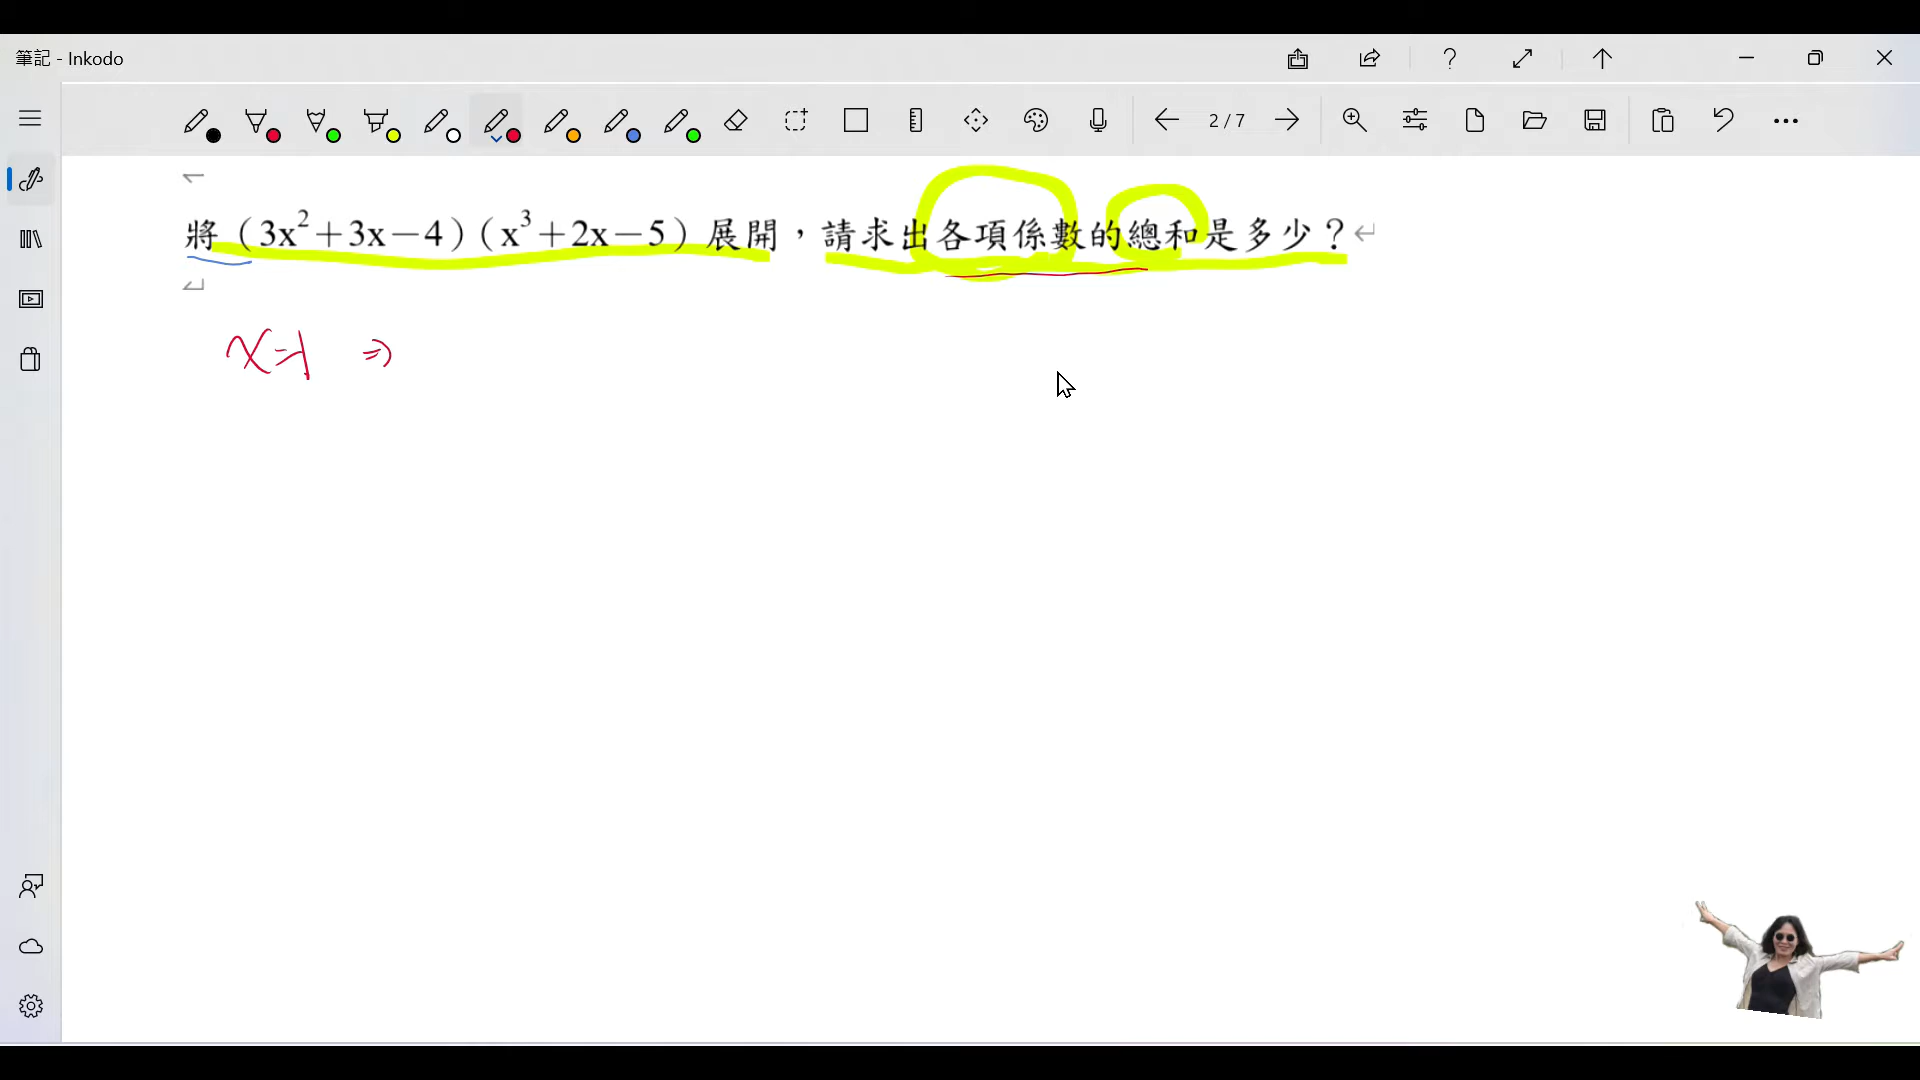 筆記 - Inkodo
2 / 7
將（3x²＋3x－4）（x³＋2x－5）展開，請求出各項係數的總和是多少？
x=1 ⇒